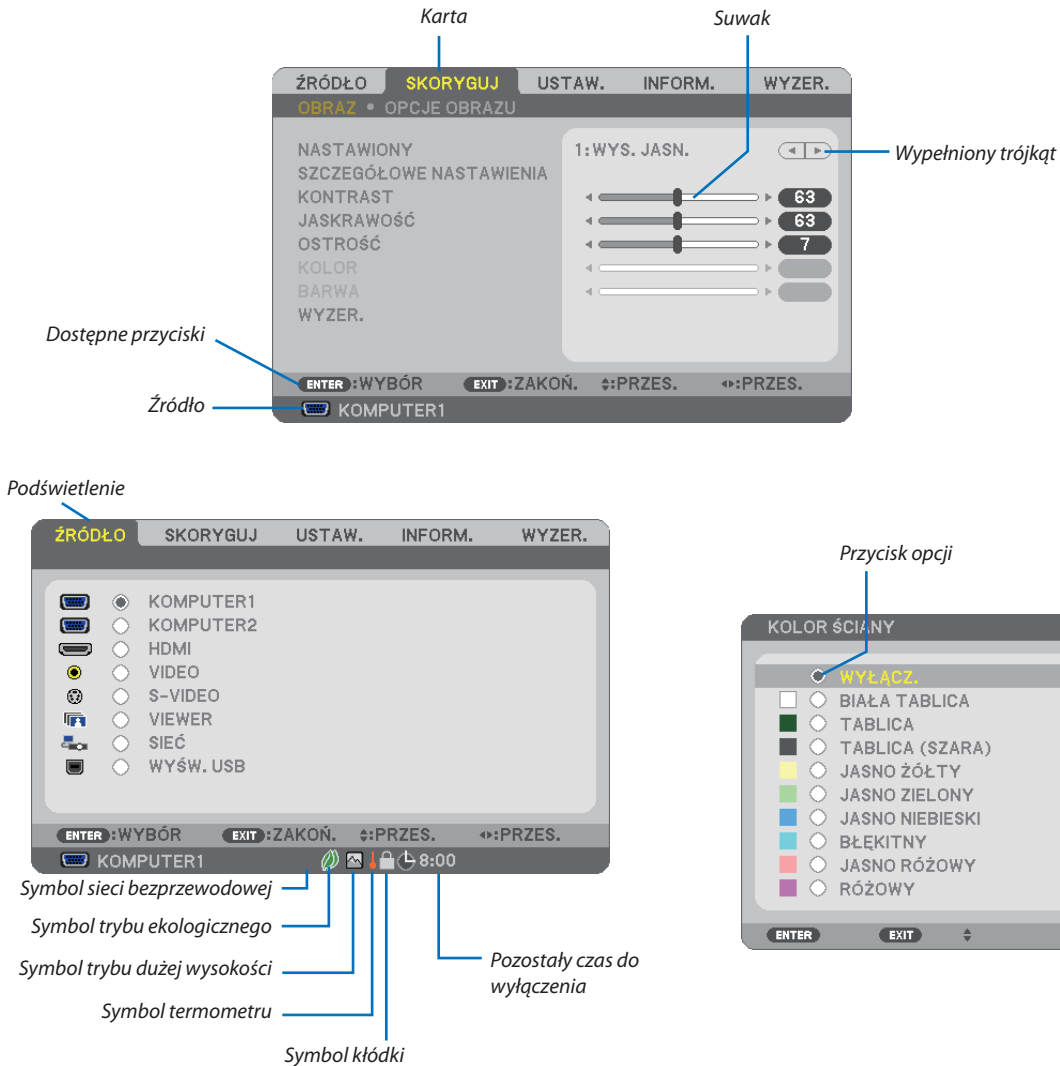 Karta
Suwak
ŹRÓDŁO SKORYGUJ USTAW. INFORM. WYZER.
OBRAZ • OPCJE OBRAZU
NASTAWIONY 1:WYS. JASN.
Wypełniony trójkąt
SZCZEGÓŁOWE NASTAWIENIA
KONTRAST 63
JASKRAWOŚĆ 63
OSTROŚĆ 7
KOLOR
BARWA
WYZER.
Dostępne przyciski
ENTER :WYBÓR EXIT :ZAKOŃ. :PRZES. :PRZES.
Źródło
KOMPUTER1
Podświetlenie
ŹRÓDŁO SKORYGUJ USTAW. INFORM. WYZER.
KOMPUTER1
KOMPUTER2
HDMI
VIDEO
S-VIDEO
VIEWER
SIEĆ
WYŚW. USB
ENTER :WYBÓR EXIT :ZAKOŃ. :PRZES. :PRZES.
KOMPUTER1 8:00
Symbol sieci bezprzewodowej
Symbol trybu ekologicznego
Symbol trybu dużej wysokości
Symbol termometru
Symbol kłódki
Pozostały czas do
wyłączenia
Przycisk opcji
KOLOR ŚCIANY
WYŁĄCZ.
BIAŁA TABLICA
TABLICA
TABLICA (SZARA)
JASNO ŻÓŁTY
JASNO ZIELONY
JASNO NIEBIESKI
BŁĘKITNY
JASNO RÓŻOWY
RÓŻOWY
ENTER EXIT